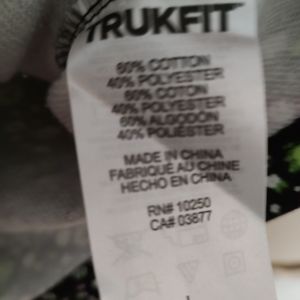 TRUKFIT
60% COTTON
40% POLYESTER
60% COTON
40% POLYESTER
60% ALGODÓN
40% POLIÉSTER
MADE IN CHINA
FABRIQUÉ AU CHINE
HECHO EN CHINA
RN# 10250
CA# 03877